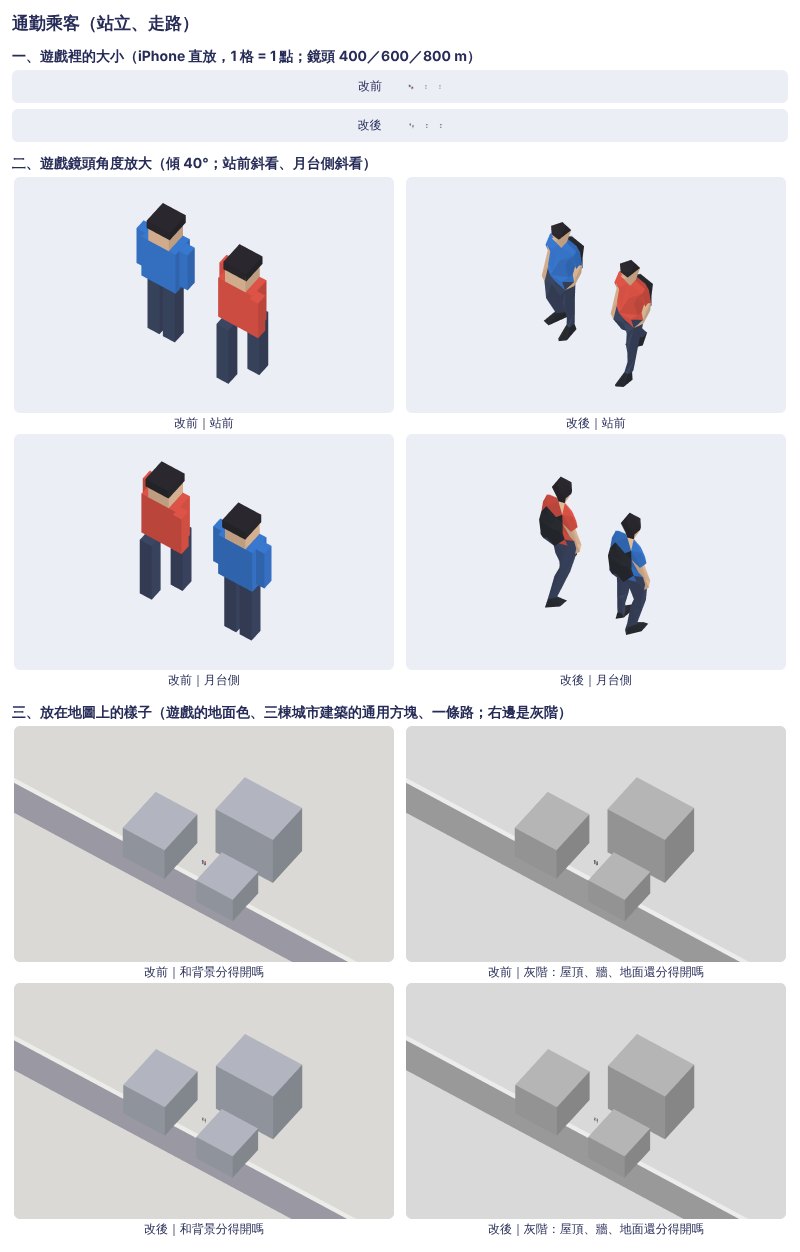 通勤乘客（站立、走路）
一、遊戲裡的大小（iPhone 直放，1 格 = 1 點；鏡頭 400／600／800 m）
改前
改後
二、遊戲鏡頭角度放大（傾 40°；站前斜看、月台側斜看）
改前｜站前
改後｜站前
改前｜月台側
改後｜月台側
三、放在地圖上的樣子（遊戲的地面色、三棟城市建築的通用方塊、一條路；右邊是灰階）
改前｜和背景分得開嗎
改前｜灰階：屋頂、牆、地面還分得開嗎
改後｜和背景分得開嗎
改後｜灰階：屋頂、牆、地面還分得開嗎